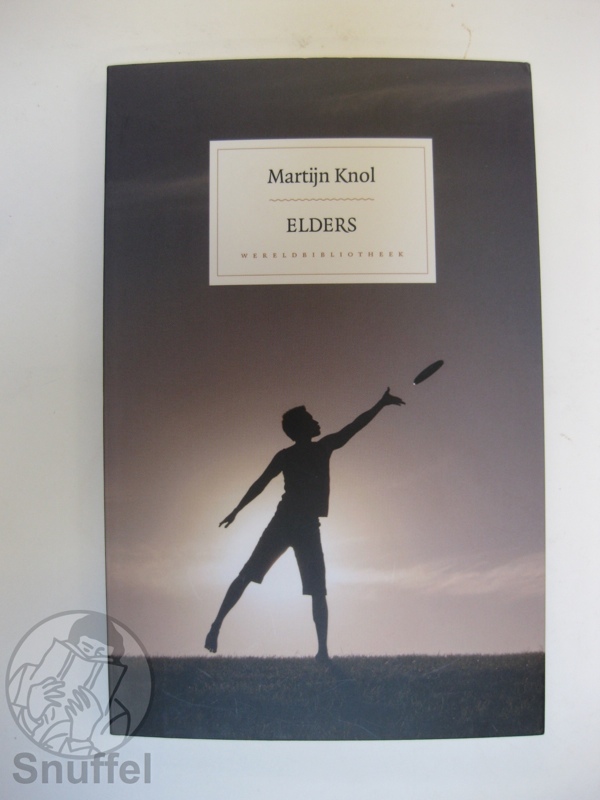 Martijn Knol
ELDERS
WERELDBIBLIOTHEEK
Snuffel